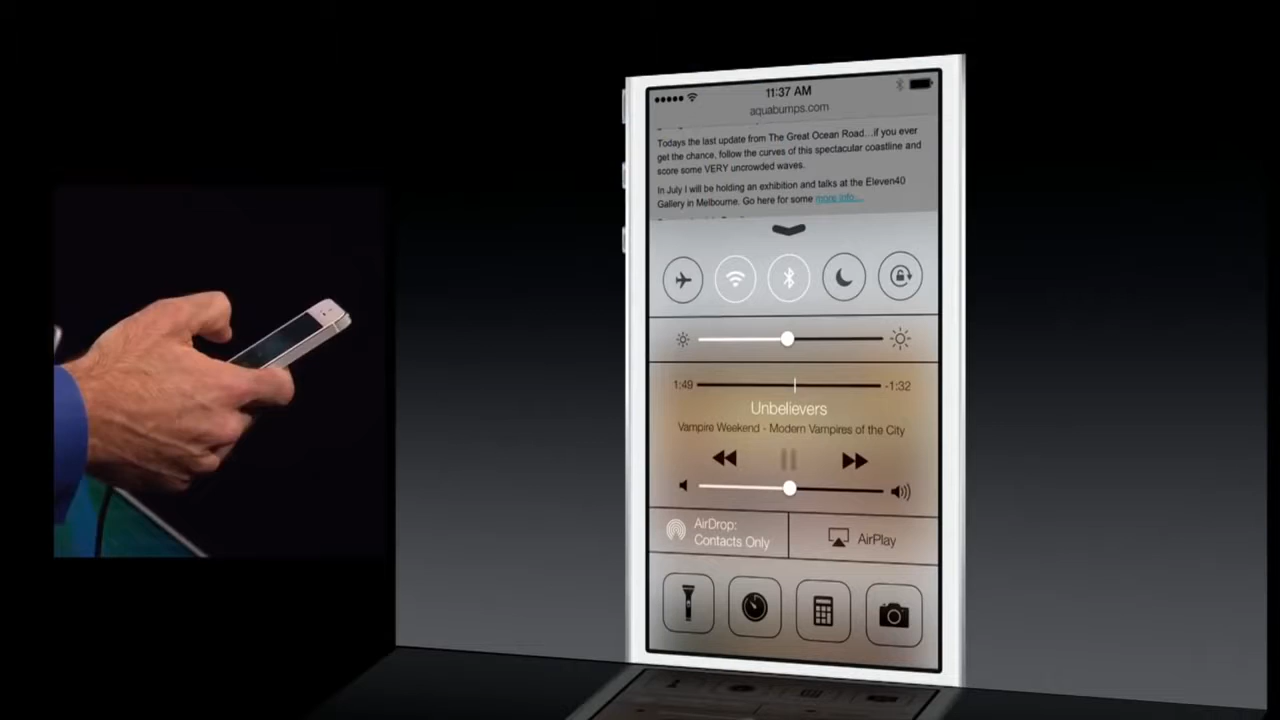 11:37 AM
aquabumps.com
Todays the last update from The Great Ocean Road...if you ever
get the chance, follow the curves of this spectacular coastline and
score some VERY uncrowded waves.
In July I will be holding an exhibition and talks at the Eleven40
Gallery in Melbourne. Go here for some more info...
1:49
-1:32
Unbelievers
Vampire Weekend - Modern Vampires of the City
AirDrop:
Contacts Only
AirPlay